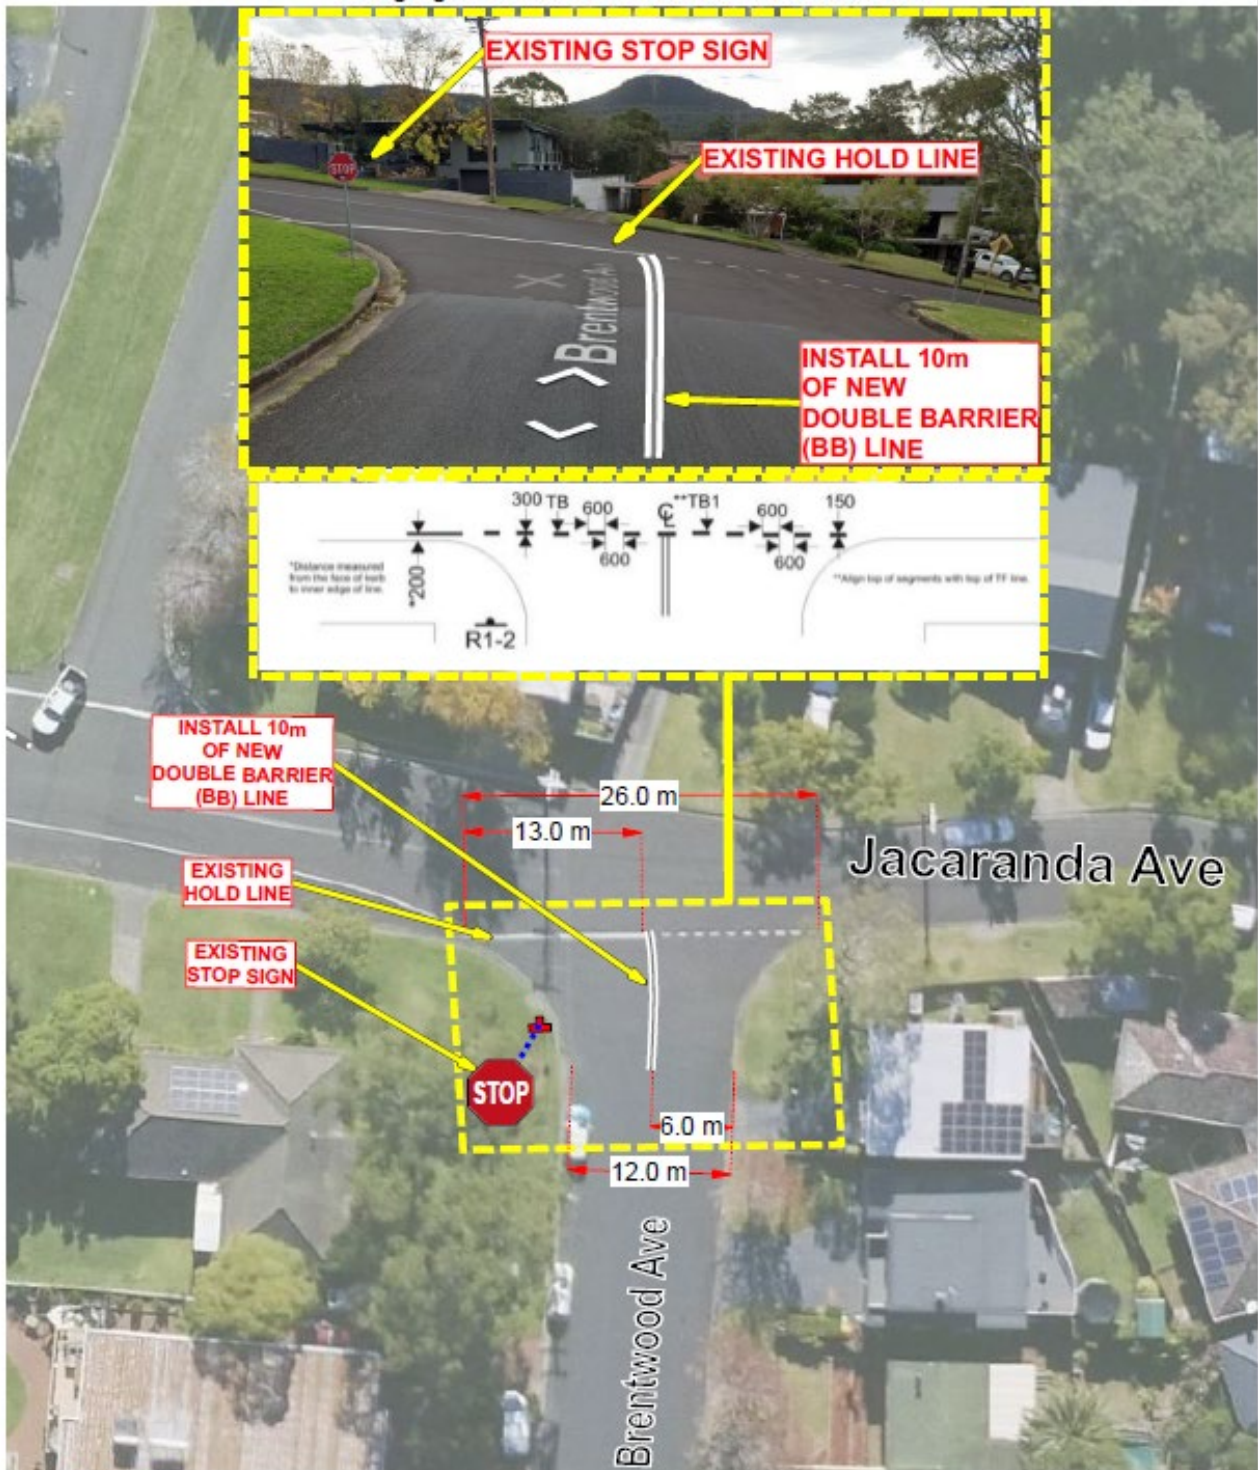 EXISTING STOP SIGN
STOP
EXISTING HOLD LINE
Brentwood Av
INSTALL 10m
OF NEW
DOUBLE BARRIER
(BB) LINE
300 TB 600 ℄ **TB1 600 150
600 600
*Distance measured
from the face of kerb
to inner edge of line.
*200
**Align top of segments with top of TF line.
R1-2
INSTALL 10m
OF NEW
DOUBLE BARRIER
(BB) LINE
26.0 m
13.0 m
Jacaranda Ave
EXISTING
HOLD LINE
EXISTING
STOP SIGN
STOP
6.0 m
12.0 m
Brentwood Ave